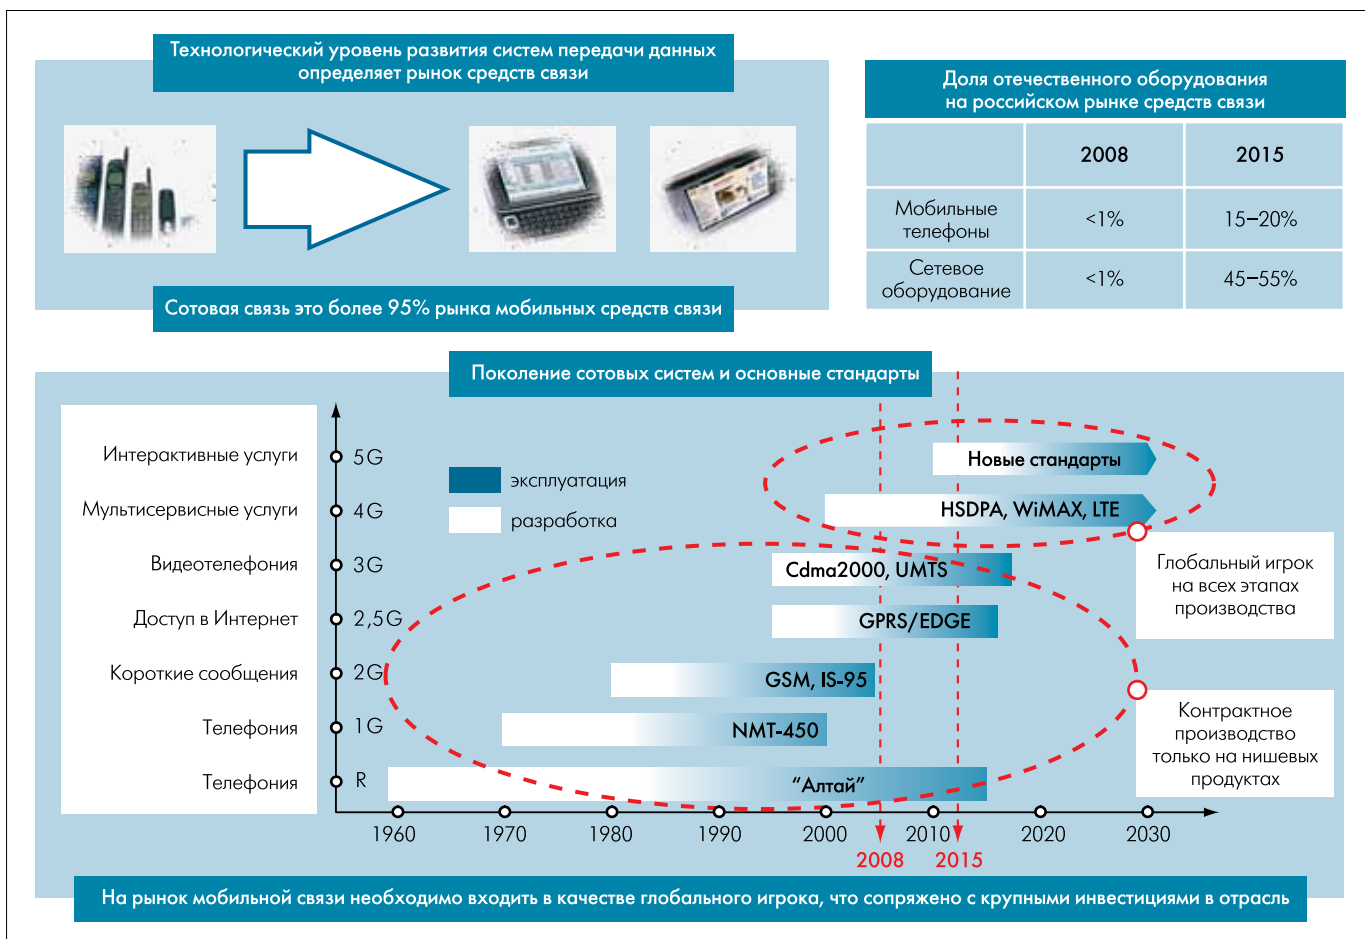 Технологический уровень развития систем передачи данных
определяет рынок средств связи
Сотовая связь это более 95% рынка мобильных средств связи
Доля отечественного оборудования
на российском рынке средств связи
2008
2015
Мобильные
телефоны
<1%
15–20%
Сетевое
оборудование
<1%
45–55%
Поколение сотовых систем и основные стандарты
эксплуатация
разработка
Интерактивные услуги
5G
Новые стандарты
Мультисервисные услуги
4G
HSDPA, WiMAX, LTE
Видеотелефония
3G
Cdma2000, UMTS
Доступ в Интернет
2,5G
GPRS/EDGE
Короткие сообщения
2G
GSM, IS-95
Телефония
1G
NMT-450
Телефония
R
“Алтай”
Глобальный игрок
на всех этапах
производства
Контрактное
производство
только на нишевых
продуктах
1960
1970
1980
1990
2000
2010
2020
2030
2008
2015
На рынок мобильной связи необходимо входить в качестве глобального игрока, что сопряжено с крупными инвестициями в отрасль